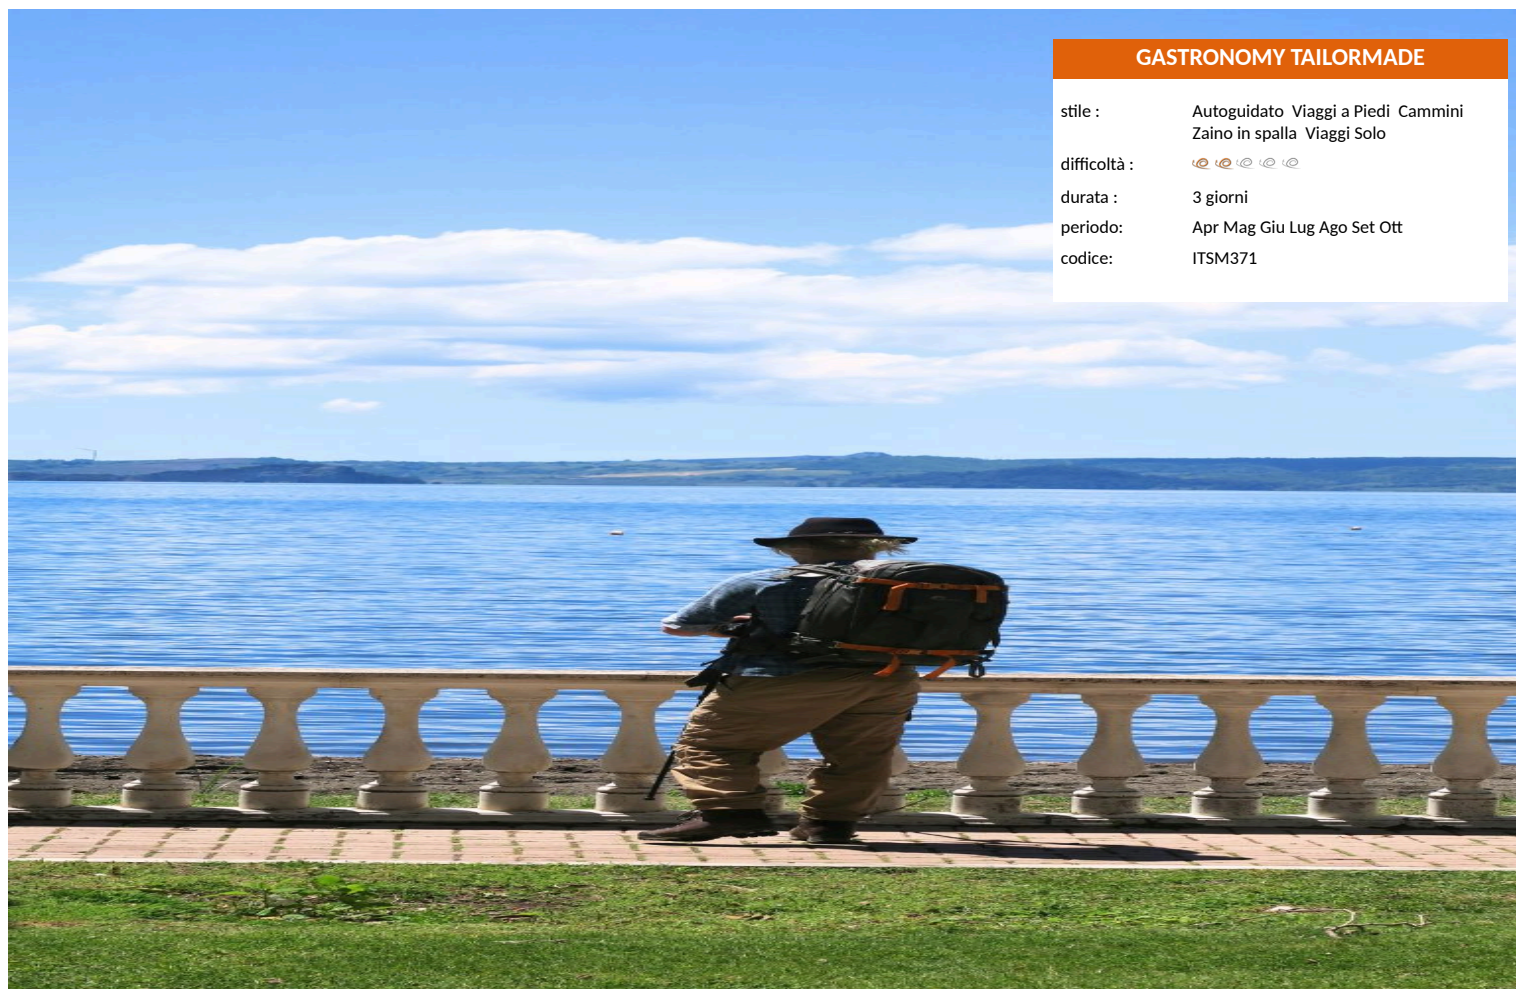 GASTRONOMY TAILORMADE
stile : Autoguidato Viaggi a Piedi Cammini
Zaino in spalla Viaggi Solo
difficoltà :
durata : 3 giorni
periodo: Apr Mag Giu Lug Ago Set Ott
codice: ITSM371